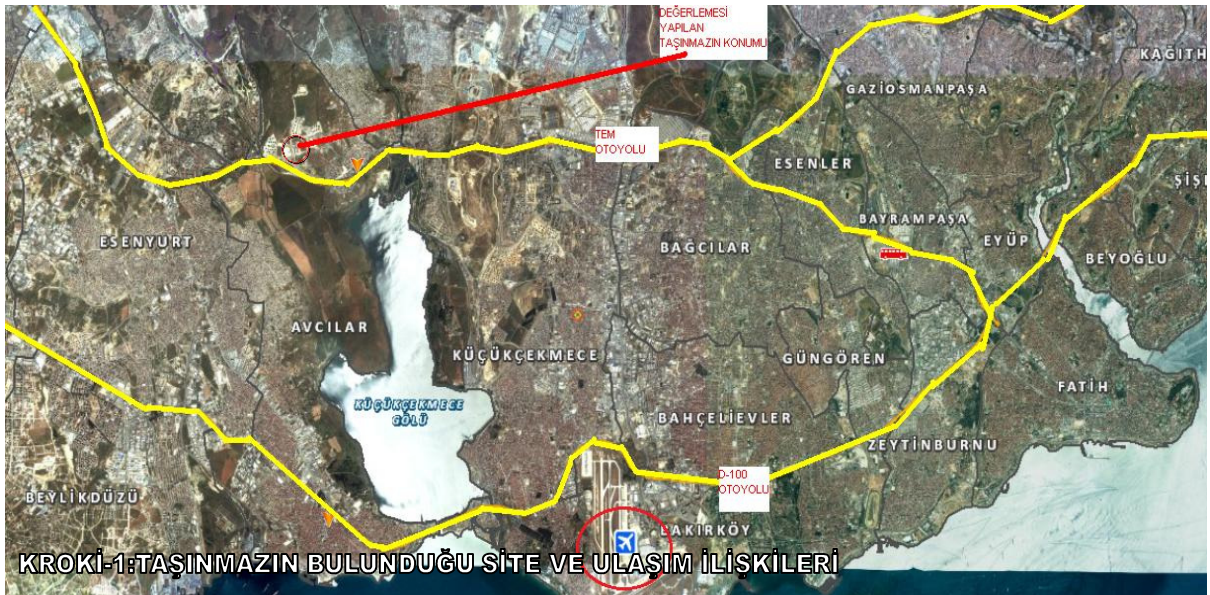 DEĞERLEMESİ
YAPILAN
TAŞINMAZIN KONUMU
KAĞITH
GAZİOSMANPAŞA
TEM
OTOYOLU
ESENLER
ŞİŞL
BAYRAMPAŞA
ESENYURT
BAĞCILAR
EYÜP
BEYOĞLU
AVCILAR
KÜÇÜKÇEKMECE
GÜNGÖREN
FATİH
KÜÇÜKÇEKMECE
GÖLÜ
BAHÇELİEVLER
ZEYTİNBURNU
D-100
OTOYOLU
BEYLİKDÜZÜ
BAKIRKÖY
KROKİ-1:TAŞINMAZIN BULUNDUĞU SİTE VE ULAŞIM İLİŞKİLERİ